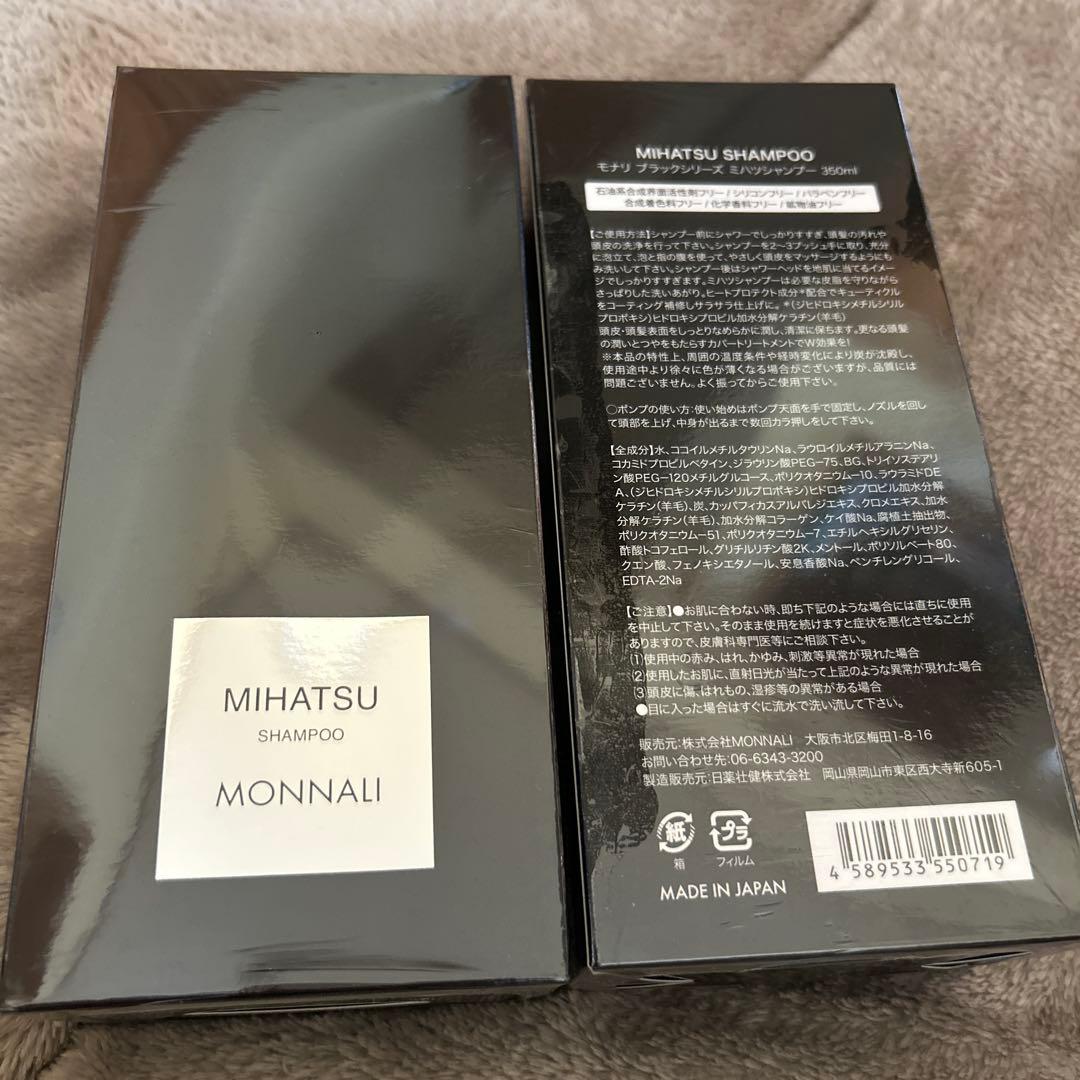 MIHATSU
SHAMPOO
MONNALI
MIHATSU SHAMPOO
モナリ ブラックシリーズ ミハツシャンプー 350ml
石油系合成界面活性剤フリー / シリコンフリー / パラベンフリー
合成着色料フリー / 化学香料フリー / 鉱物油フリー
【ご使用方法】シャンプー前にシャワーでしっかりすすぎ、頭髪の汚れや
頭皮の洗浄を行って下さい。シャンプーを2〜3プッシュ手に取り、充分
に泡立て、泡と指の腹を使って、やさしく頭皮をマッサージするようにも
み洗いして下さい。シャンプー後はシャワーヘッドを地肌に当てるイメー
ジでしっかりすすぎます。ミハツシャンプーは必要な皮脂を守りながら
さっぱりした洗いあがり。ヒートプロテクト成分*配合でキューティクル
をコーティング補修しサラサラ仕上げに。*(ジヒドロキシメチルシリル
プロポキシ)ヒドロキシプロピル加水分解ケラチン(羊毛)
頭皮・頭髪表面をしっとりなめらかに潤し、清潔に保ちます。更なる頭髪
の潤いとつやをもたらすカバートリートメントでW効果を!
※本品の特性上、周囲の温度条件や経時変化により炭が沈殿し、
使用途中より徐々に色が薄くなる場合がございますが、品質には
問題ございません。よく振ってからご使用下さい。
○ポンプの使い方:使い始めはポンプ天面を手で固定し、ノズルを回し
て頭部を上げ、中身が出るまで数回カラ押しをして下さい。
【全成分】水、ココイルメチルタウリンNa、ラウロイルメチルアラニンNa、
コカミドプロピルベタイン、ジラウリン酸PEG-75、BG、トリイソステアリ
ン酸PEG-120メチルグルコース、ポリクオタニウム-10、ラウラミドDE
A、(ジヒドロキシメチルシリルプロポキシ)ヒドロキシプロピル加水分解
ケラチン(羊毛)、炭、カッパフィカスアルバレジエキス、クロメエキス、加水
分解ケラチン(羊毛)、加水分解コラーゲン、ケイ酸Na、腐植土抽出物、
ポリクオタニウム-51、ポリクオタニウム-7、エチルヘキシルグリセリン、
酢酸トコフェロール、グリチルリチン酸2K、メントール、ポリソルベート80、
クエン酸、フェノキシエタノール、安息香酸Na、ペンチレングリコール、
EDTA-2Na
【ご注意】●お肌に合わない時、即ち下記のような場合には直ちに使用
を中止して下さい。そのまま使用を続けますと症状を悪化させることが
ありますので、皮膚科専門医等にご相談下さい。
(1)使用中の赤み、はれ、かゆみ、刺激等異常が現れた場合
(2)使用したお肌に、直射日光が当たって上記のような異常が現れた場合
(3)頭皮に傷、はれもの、湿疹等の異常がある場合
●目に入った場合はすぐに流水で洗い流して下さい。
販売元:株式会社MONNALI 大阪市北区梅田1-8-16
お問い合わせ先:06-6343-3200
製造販売元:日薬壮健株式会社 岡山県岡山市東区西大寺新605-1
紙 プラ
箱 フィルム
MADE IN JAPAN
4 589533 550719